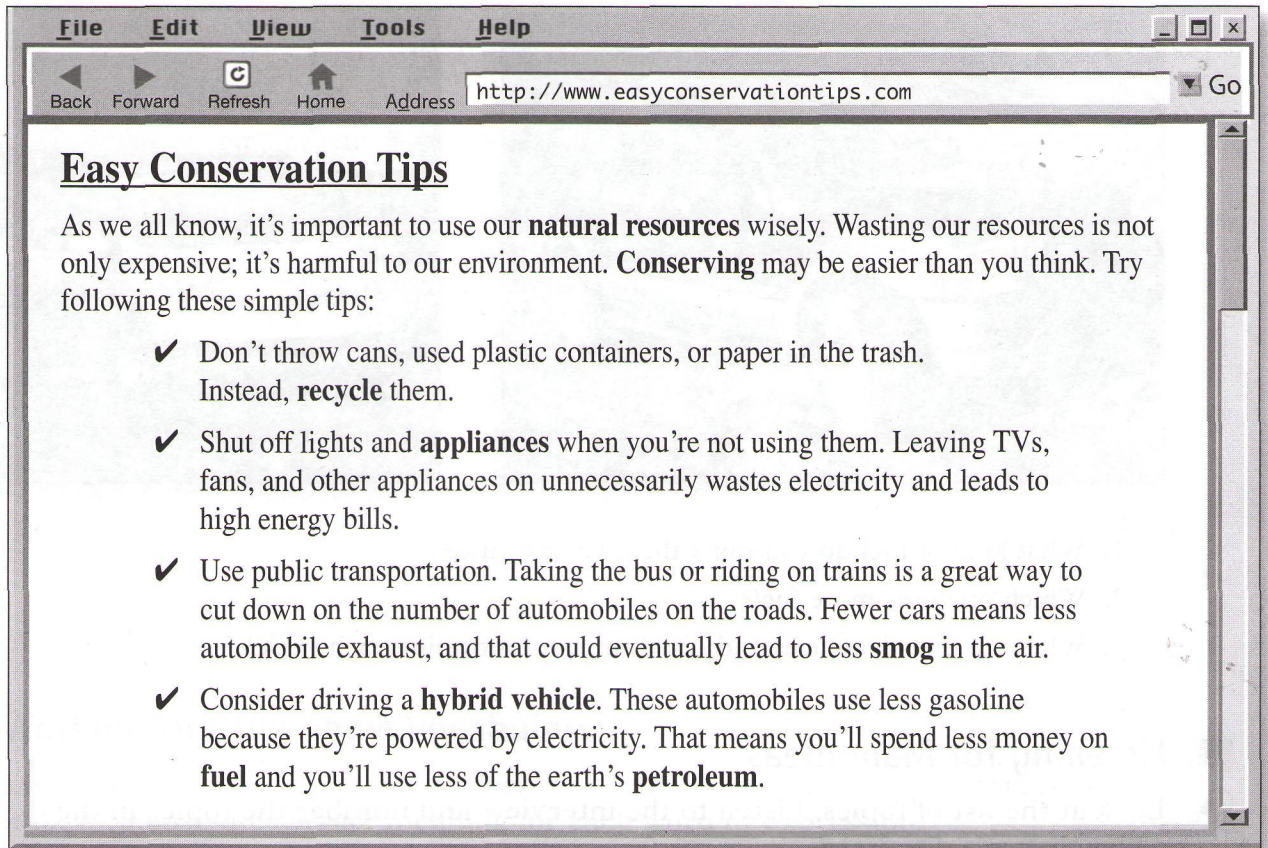 File Edit View Tools Help
Back Forward Refresh Home Address http://www.easyconservationtips.com Go
Easy Conservation Tips
As we all know, it's important to use our natural resources wisely. Wasting our resources is not
only expensive; it's harmful to our environment. Conserving may be easier than you think. Try
following these simple tips:
✔ Don't throw cans, used plastic containers, or paper in the trash.
Instead, recycle them.
✔ Shut off lights and appliances when you're not using them. Leaving TVs,
fans, and other appliances on unnecessarily wastes electricity and leads to
high energy bills.
✔ Use public transportation. Taking the bus or riding on trains is a great way to
cut down on the number of automobiles on the roads. Fewer cars means less
automobile exhaust, and that could eventually lead to less smog in the air.
✔ Consider driving a hybrid vehicle. These automobiles use less gasoline
because they're powered by electricity. That means you'll spend less money on
fuel and you'll use less of the earth's petroleum.